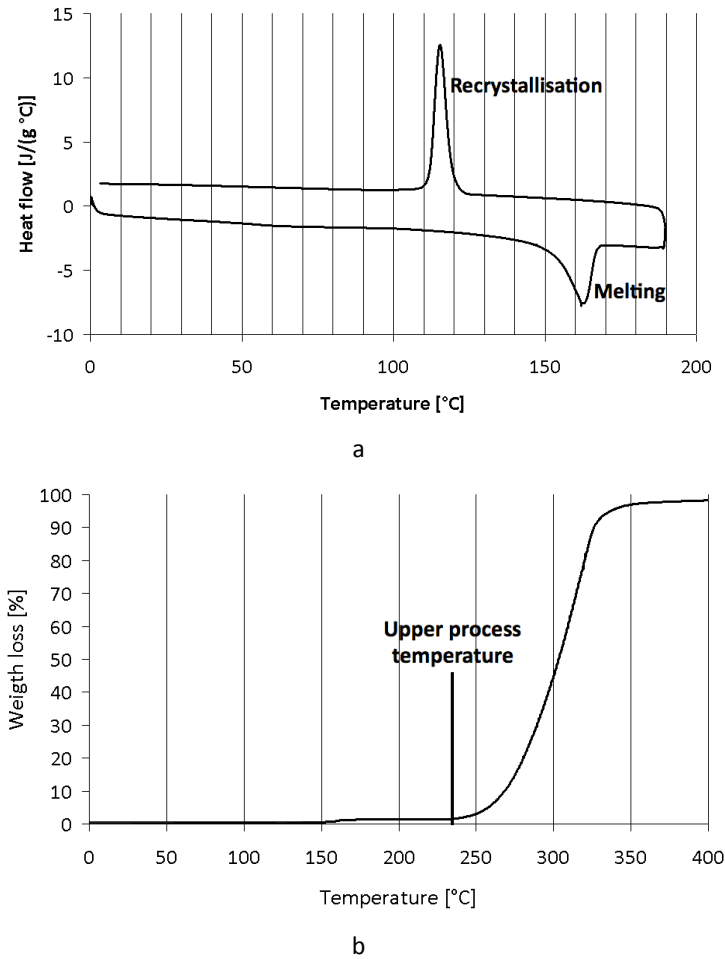 15
10
Recrystallisation
5
0
-5
Melting
-10
Heat flow [J/(g °C)]
0 50 100 150 200
Temperature [°C]
a
100
90
80
70
60
50
40
30
20
10
0
Weigth loss [%]
Upper process
temperature
0 50 100 150 200 250 300 350 400
Temperature [°C]
b